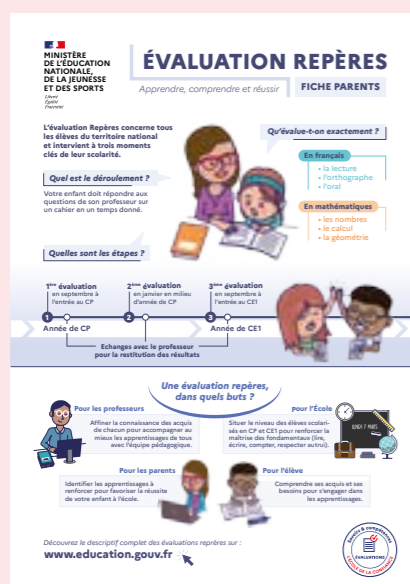 MINISTÈRE
DE L'ÉDUCATION
NATIONALE,
DE LA JEUNESSE
ET DES SPORTS
Liberté
Égalité
Fraternité
ÉVALUATION REPÈRES
Apprendre, comprendre et réussir
FICHE PARENTS
L'évaluation Repères concerne tous
les élèves du territoire national
et intervient à trois moments
clés de leur scolarité.
Quel est le déroulement ?
Votre enfant doit répondre aux
questions de son professeur sur
un cahier en un temps donné.
Quelles sont les étapes ?
Qu'évalue-t-on exactement ?
En français
• la lecture
• l'orthographe
• l'oral
En mathématiques
• les nombres
• le calcul
• la géométrie
1ère évaluation
en septembre à
l'entrée au CP
2ème évaluation
en janvier en milieu
d'année de CP
3ème évaluation
en septembre à
l'entrée au CE1
1
2
3
Année de CP
Année de CE1
Echanges avec le professeur
pour la restitution des résultats
Une évaluation repères,
dans quels buts ?
Pour les professeurs
Affiner la connaissance des acquis
de chacun pour accompagner au
mieux les apprentissages de tous
avec l'équipe pédagogique.
pour l'École
Situer le niveau des élèves scolari-
sés en CP et CE1 pour renforcer la
maîtrise des fondamentaux (lire,
écrire, compter, respecter autrui).
LUNDI 7 MARS
Pour les parents
Identifier les apprentissages à
renforcer pour favoriser la réussite
de votre enfant à l'école.
Pour l'élève
Comprendre ses acquis et ses
besoins pour s'engager dans
les apprentissages.
Découvrez le descriptif complet des évaluations repères sur :
www.education.gouv.fr
ÉVALUATIONS
L'ÉCOLE DE LA CONFIANCE